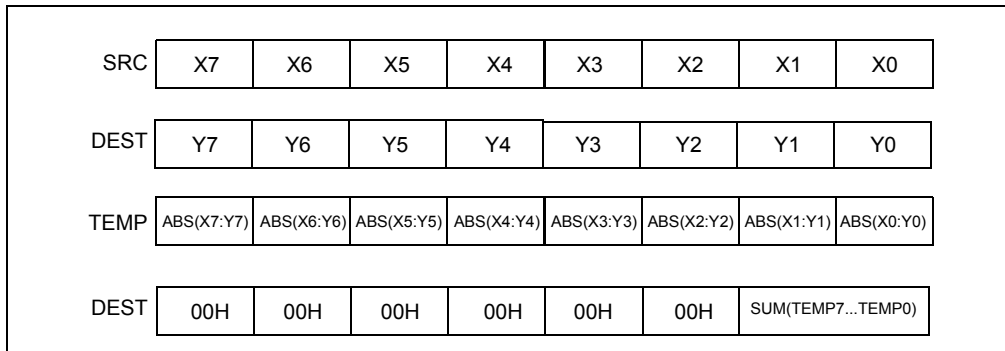 SRC X7 X6 X5 X4 X3 X2 X1 X0
DEST Y7 Y6 Y5 Y4 Y3 Y2 Y1 Y0
TEMP ABS(X7:Y7) ABS(X6:Y6) ABS(X5:Y5) ABS(X4:Y4) ABS(X3:Y3) ABS(X2:Y2) ABS(X1:Y1) ABS(X0:Y0)
DEST 00H 00H 00H 00H 00H 00H SUM(TEMP7...TEMP0)